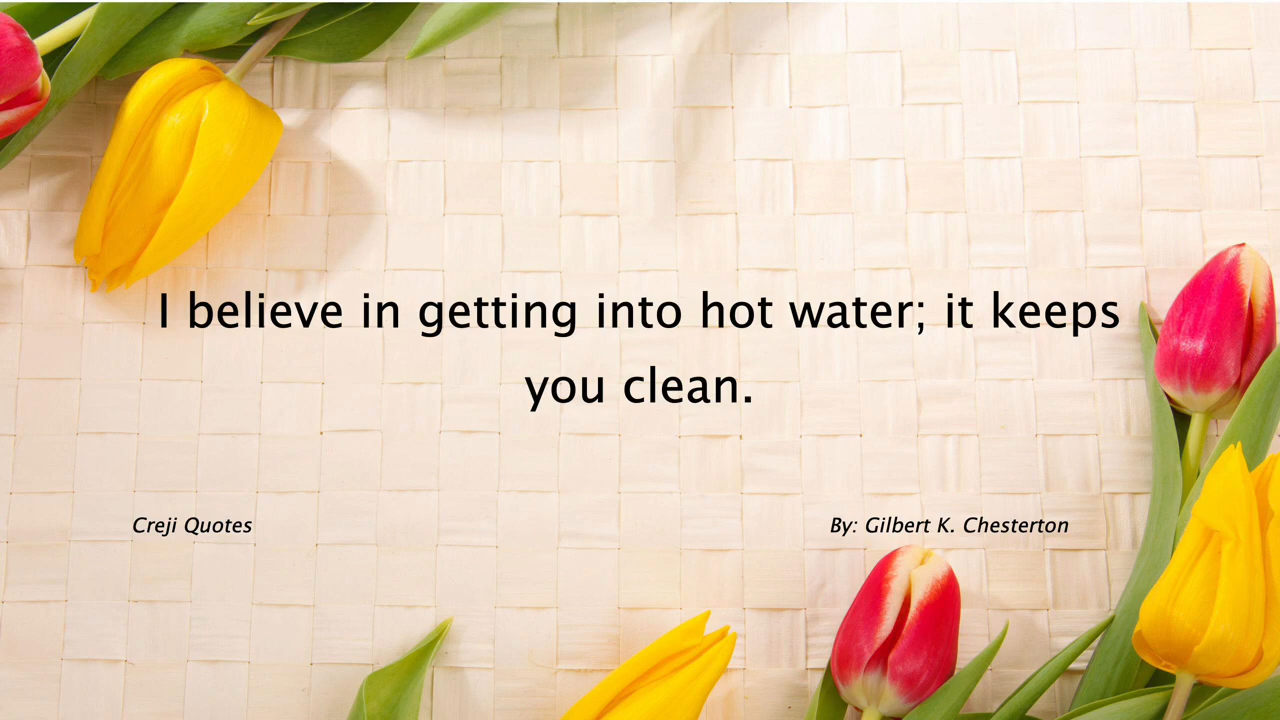 I believe in getting into hot water; it keeps
you clean.
Creji Quotes
By: Gilbert K. Chesterton